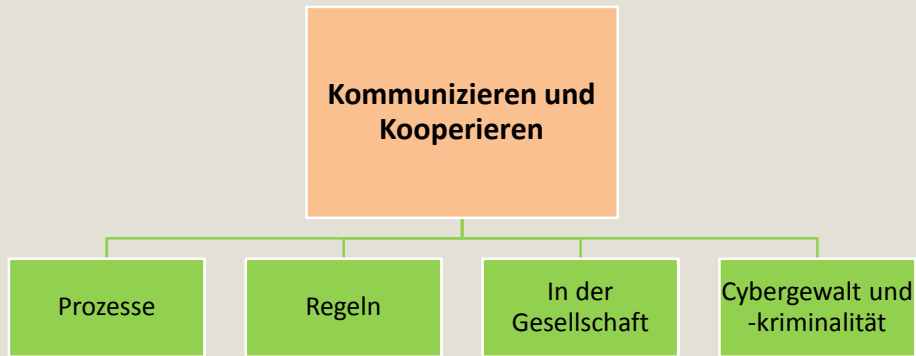 Kommunizieren und
Kooperieren
Prozesse
Regeln
In der
Gesellschaft
Cybergewalt und
-kriminalität